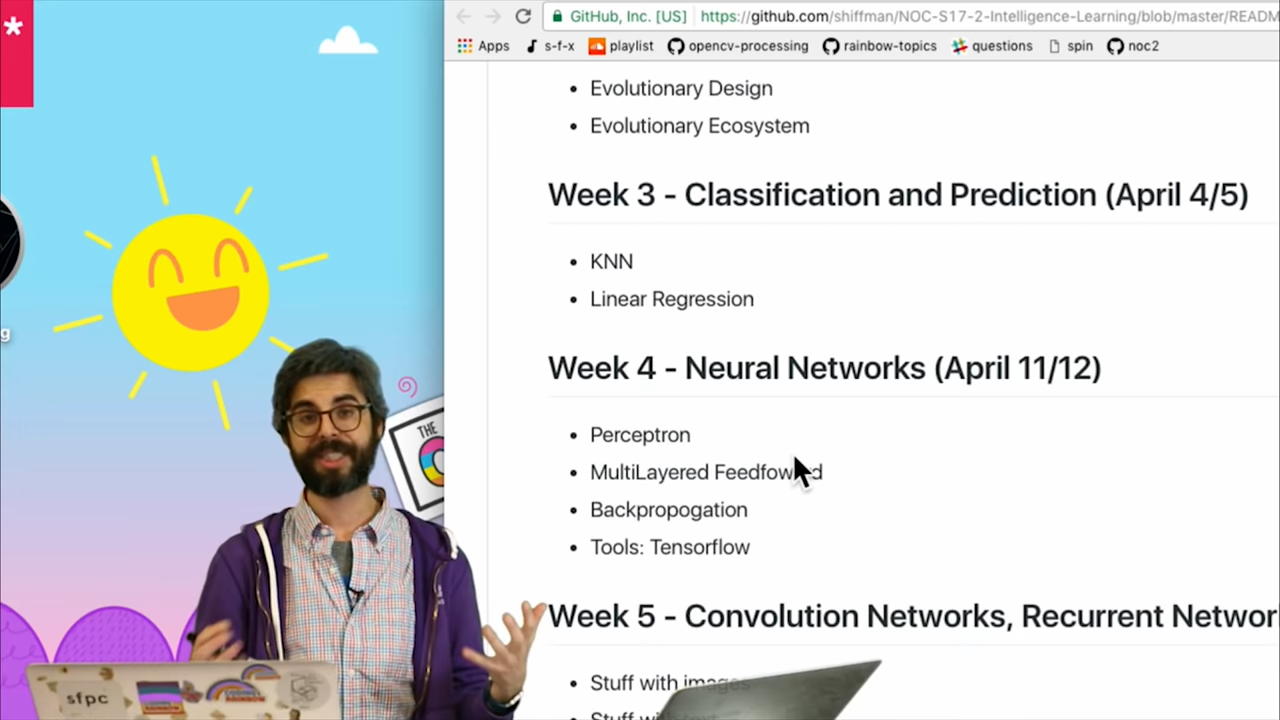 *
GitHub, Inc. [US]
https://github.com/shiffman/NOC-S17-2-Intelligence-Learning/blob/master/READM
Apps
s-f-x
playlist
opencv-processing
rainbow-topics
questions
spin
noc2
Evolutionary Design
Evolutionary Ecosystem
Week 3 - Classification and Prediction (April 4/5)
KNN
Linear Regression
g
Week 4 - Neural Networks (April 11/12)
THE
C
Perceptron
MultiLayered Feedfow d
Backpropogation
Tools: Tensorflow
Week 5 - Convolution Networks, Recurrent Networ
Stuff with images
sfpc
CODING
RAINBOW